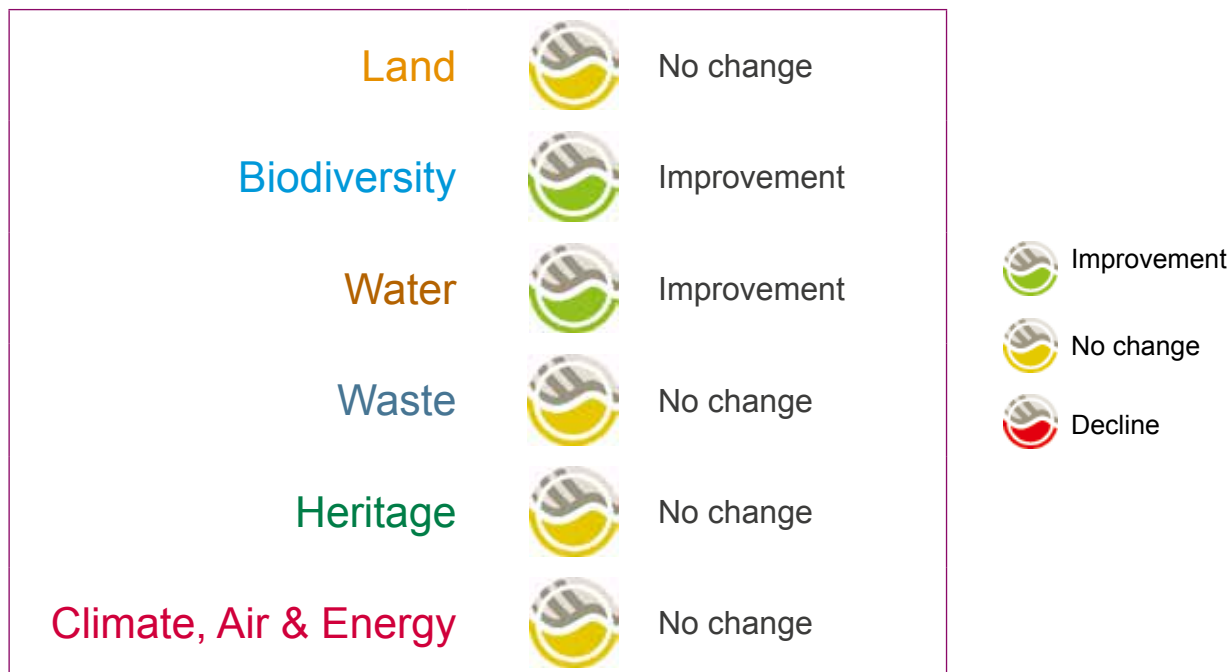 Land
No change
Biodiversity
Improvement
Water
Improvement
Waste
No change
Heritage
No change
Climate, Air & Energy
No change
Improvement
No change
Decline